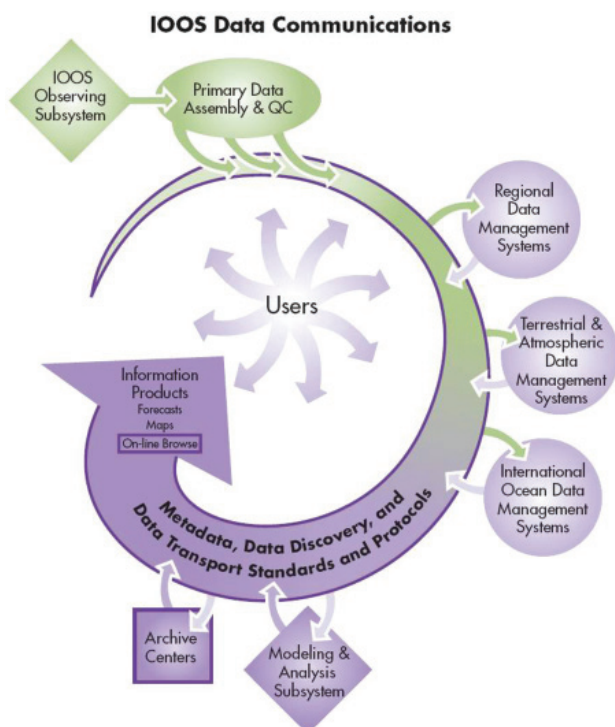 IOOS Data Communications
IOOS
Observing
Subsystem
Primary Data
Assembly & QC
Regional
Data
Management
Systems
Users
Terrestrial &
Atmospheric
Data
Management
Systems
Information
Products
Forecasts
Maps
On-line Browse
International
Ocean Data
Management
Systems
Metadata, Data Discovery, and
Data Transport Standards and Protocols
Archive
Centers
Modeling &
Analysis
Subsystem